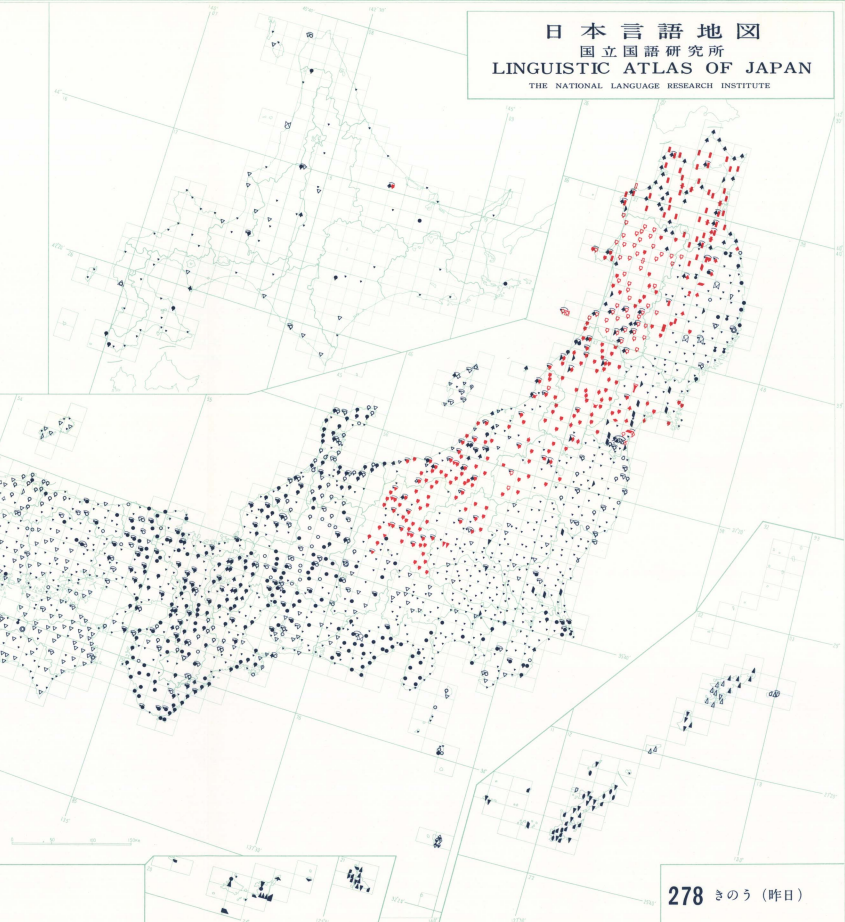 日本言語地図
国立国語研究所
LINGUISTIC ATLAS OF JAPAN
THE NATIONAL LANGUAGE RESEARCH INSTITUTE
278 きのう（昨日）